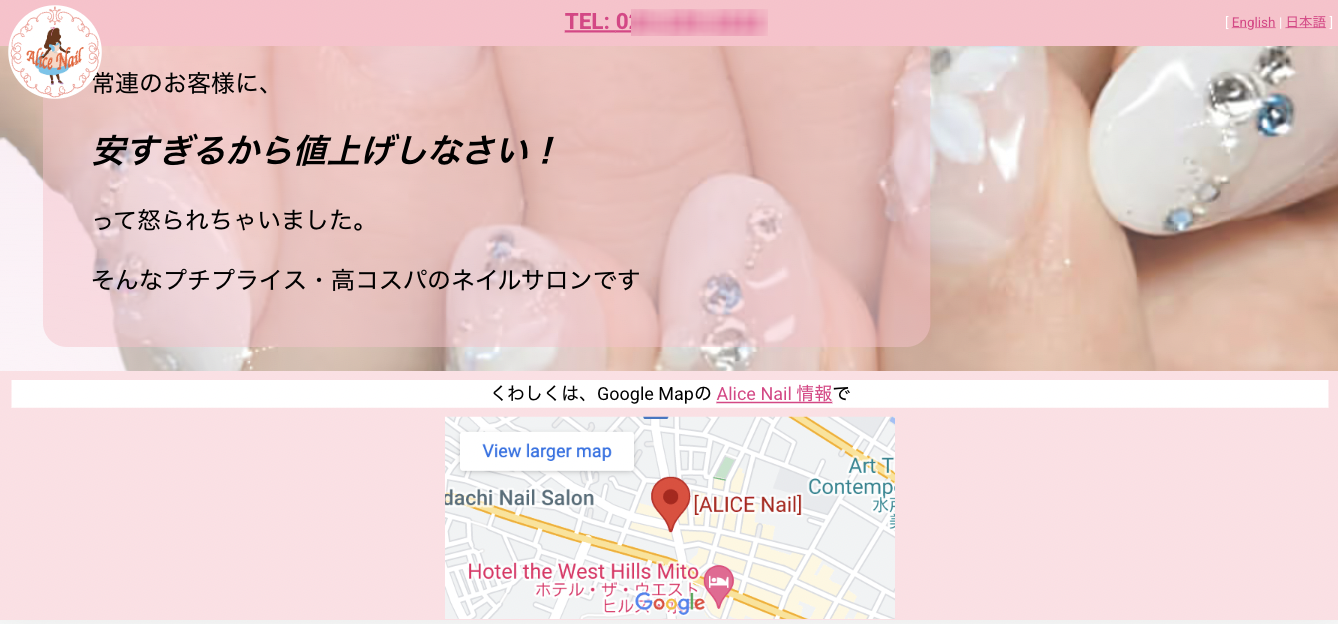 Alice Nail
TEL: 02
[ English | 日本語 ]
常連のお客様に、
安すぎるから値上げしなさい！
って怒られちゃいました。
そんなプチプライス・高コスパのネイルサロンです
くわしくは、Google Mapの Alice Nail 情報で
View larger map
Art T
Contemp
水戸
dachi Nail Salon
[ALICE Nail]
Hotel the West Hills Mito
ホテル・ザ・ウエスト
ヒルズ
Google